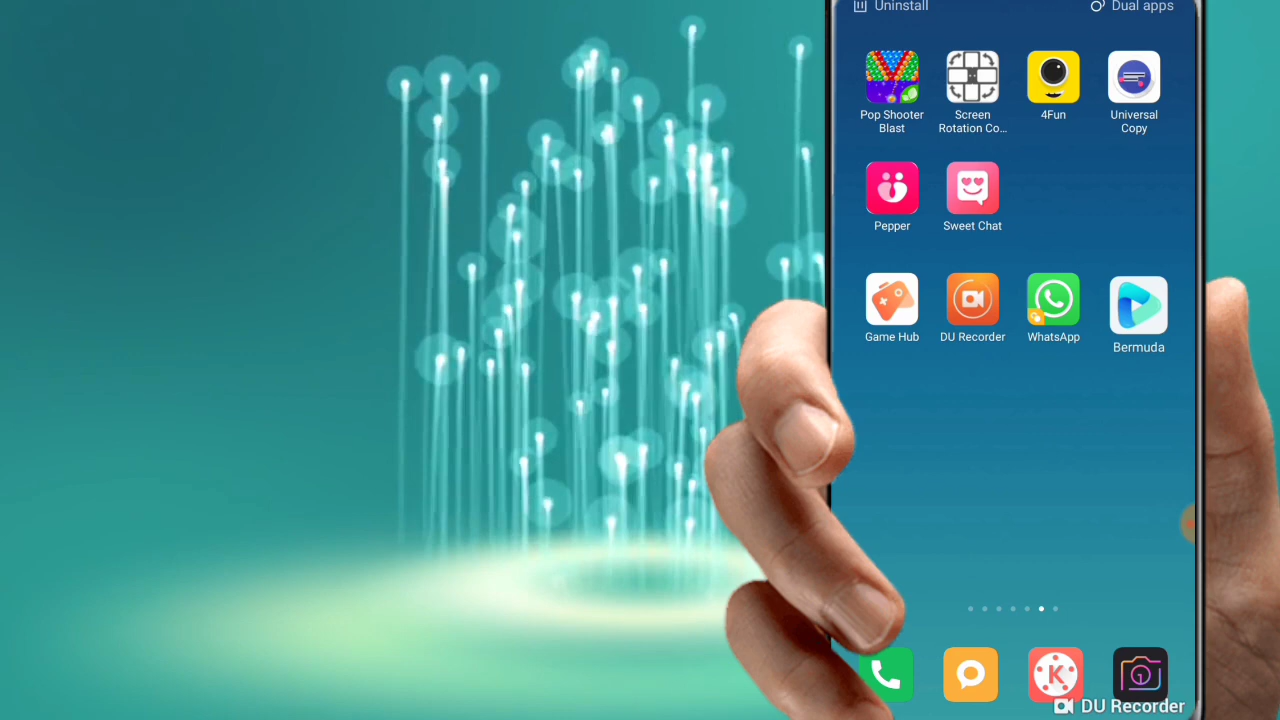 Uninstall
Dual apps
Pop Shooter
Blast
Screen
Rotation Co...
4Fun
Universal
Copy
Pepper
Sweet Chat
Game Hub
DU Recorder
WhatsApp
Bermuda
K
DU Recorder